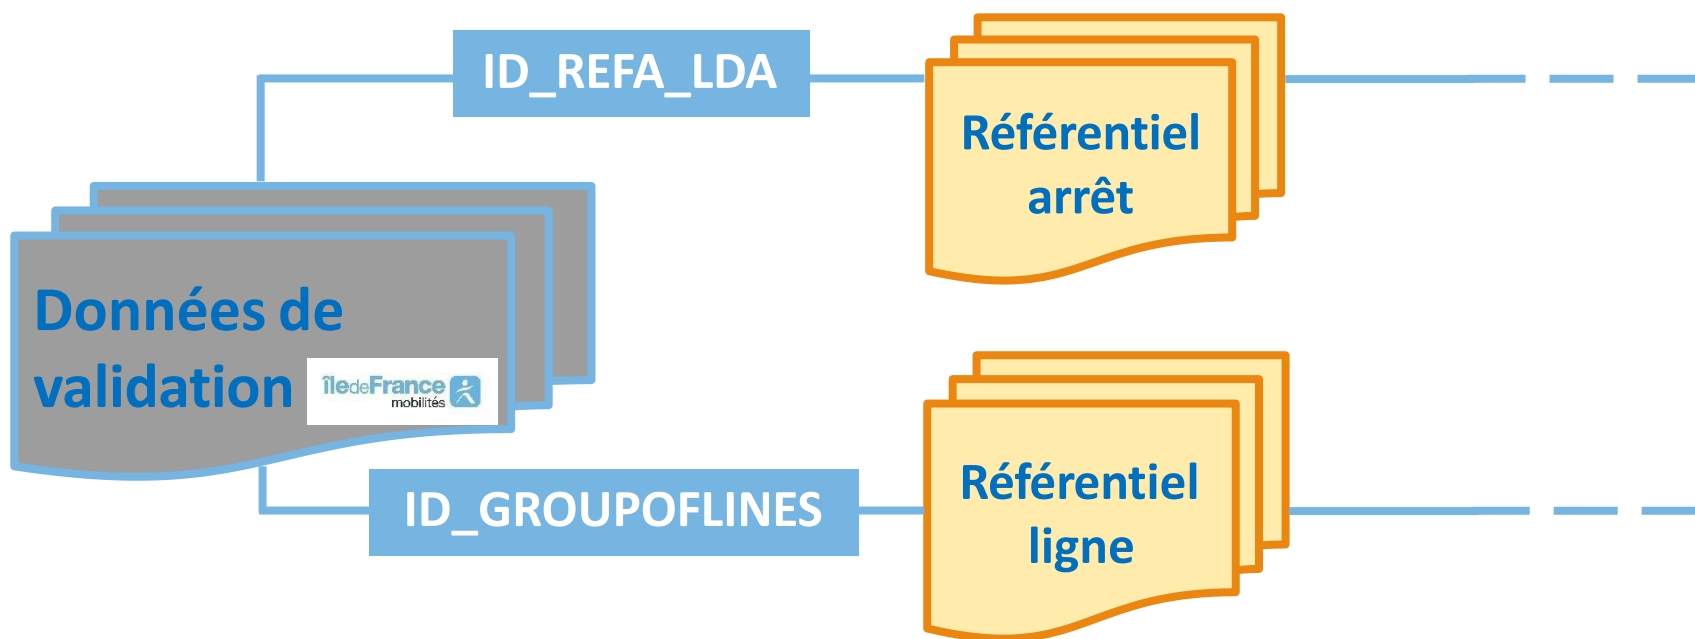 ID_REFA_LDA
Référentiel
arrêt
Données de
validation
îledeFrance
mobilités
ID_GROUPOFLINES
Référentiel
ligne